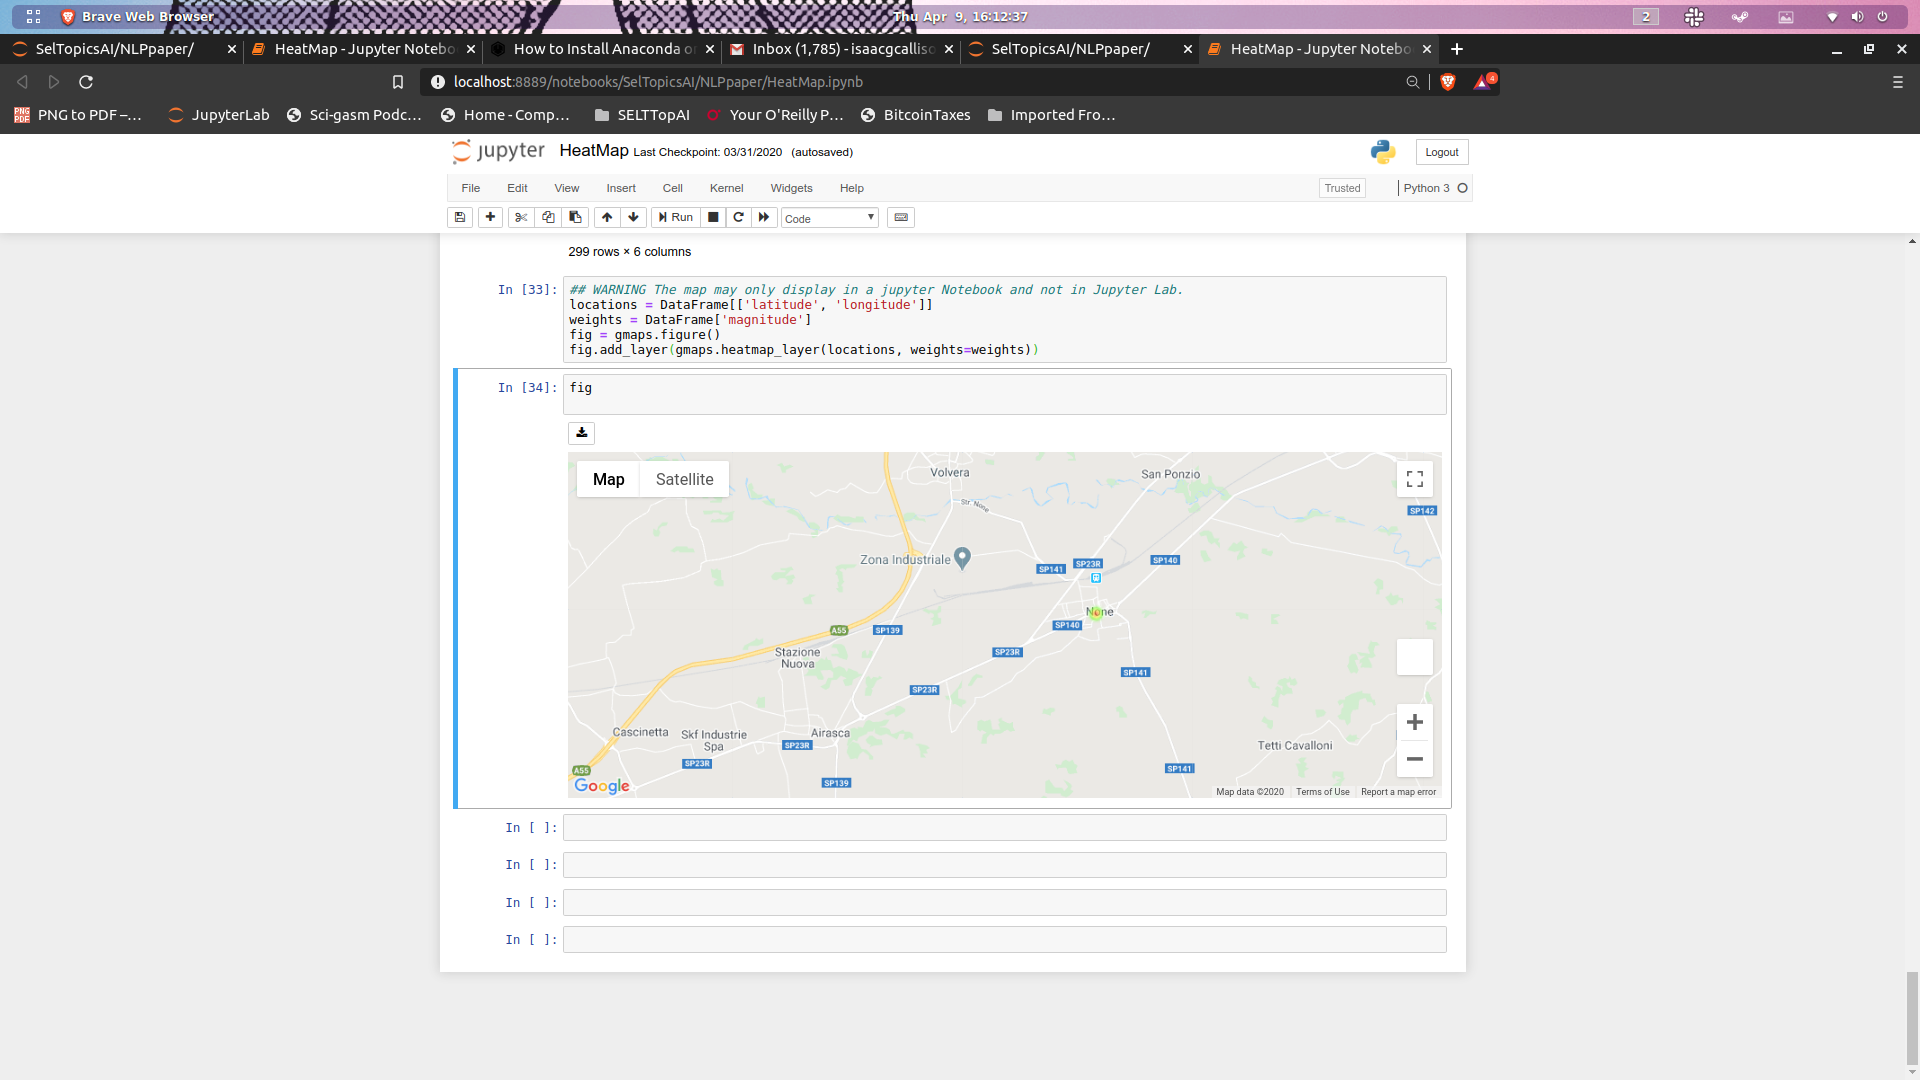 Brave Web Browser
Thu Apr 9, 16:12:37
2
SelTopicsAI/NLPpaper/
HeatMap - Jupyter Notebo
How to Install Anaconda o
Inbox (1,785) - isaacgcalliso
SelTopicsAI/NLPpaper/
HeatMap - Jupyter Notebo
localhost:8889/notebooks/SelTopicsAI/NLPpaper/HeatMap.ipynb
4
PNG to PDF –...
JupyterLab
Sci-gasm Podc...
Home - Comp...
SELTTopAI
Your O'Reilly P...
BitcoinTaxes
Imported Fro...
jupyter HeatMap Last Checkpoint: 03/31/2020 (autosaved)
Logout
File Edit View Insert Cell Kernel Widgets Help
Trusted
Python 3
Run
Code
299 rows × 6 columns
In [33]:
## WARNING The map may only display in a jupyter Notebook and not in Jupyter Lab.
locations = DataFrame[['latitude', 'longitude']]
weights = DataFrame['magnitude']
fig = gmaps.figure()
fig.add_layer(gmaps.heatmap_layer(locations, weights=weights))
In [34]: fig
Map Satellite
Volvera
San Ponzio
Str. None
SP142
Zona Industriale
SP141
SP23R
SP140
None
SP140
A55
SP139
Stazione
Nuova
SP23R
SP141
SP23R
Cascinetta
Skf Industrie
Spa
Airasca
SP23R
Tetti Cavalloni
SP23R
A55
SP139
SP141
Google
Map data ©2020
Terms of Use
Report a map error
In [ ]:
In [ ]:
In [ ]:
In [ ]: